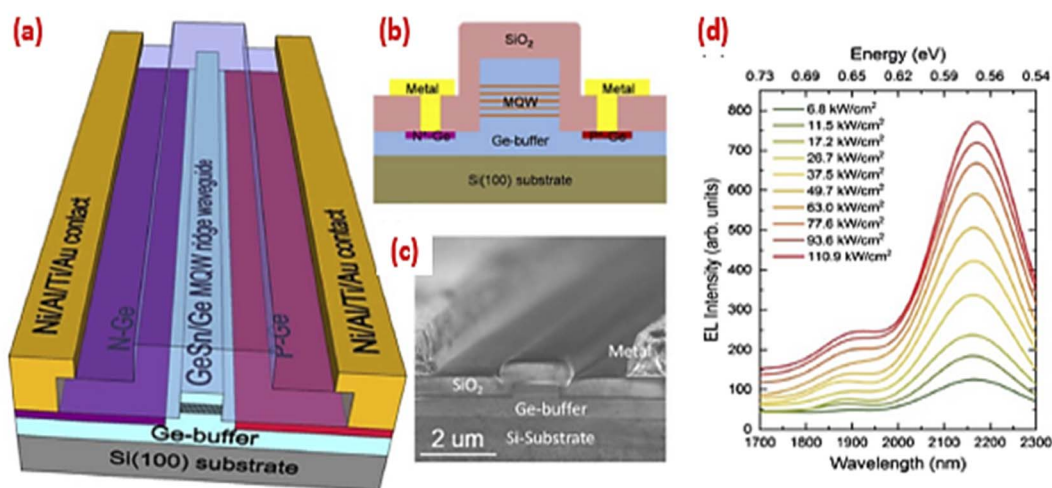 (a)
Ni/Al/Ti/Au contact
N-Ge
GeSn/Ge MQW ridge waveguide
P-Ge
Ni/Al/Ti/Au contact
Ge-buffer
Si(100) substrate
(b)
SiO₂
Metal
MQW
Metal
N⁺-Ge
Ge-buffer
P⁺-Ge
Si(100) substrate
(c)
Metal
SiO₂
Ge-buffer
Si-Substrate
2 um
(d)
Energy (eV)
0.73 0.69 0.65 0.62 0.59 0.56 0.54
EL Intensity (arb. units)
800
700
600
500
400
300
200
100
0
6.8 kW/cm²
11.5 kW/cm²
17.2 kW/cm²
26.7 kW/cm²
37.5 kW/cm²
49.7 kW/cm²
63.0 kW/cm²
77.6 kW/cm²
93.6 kW/cm²
110.9 kW/cm²
1700 1800 1900 2000 2100 2200 2300
Wavelength (nm)